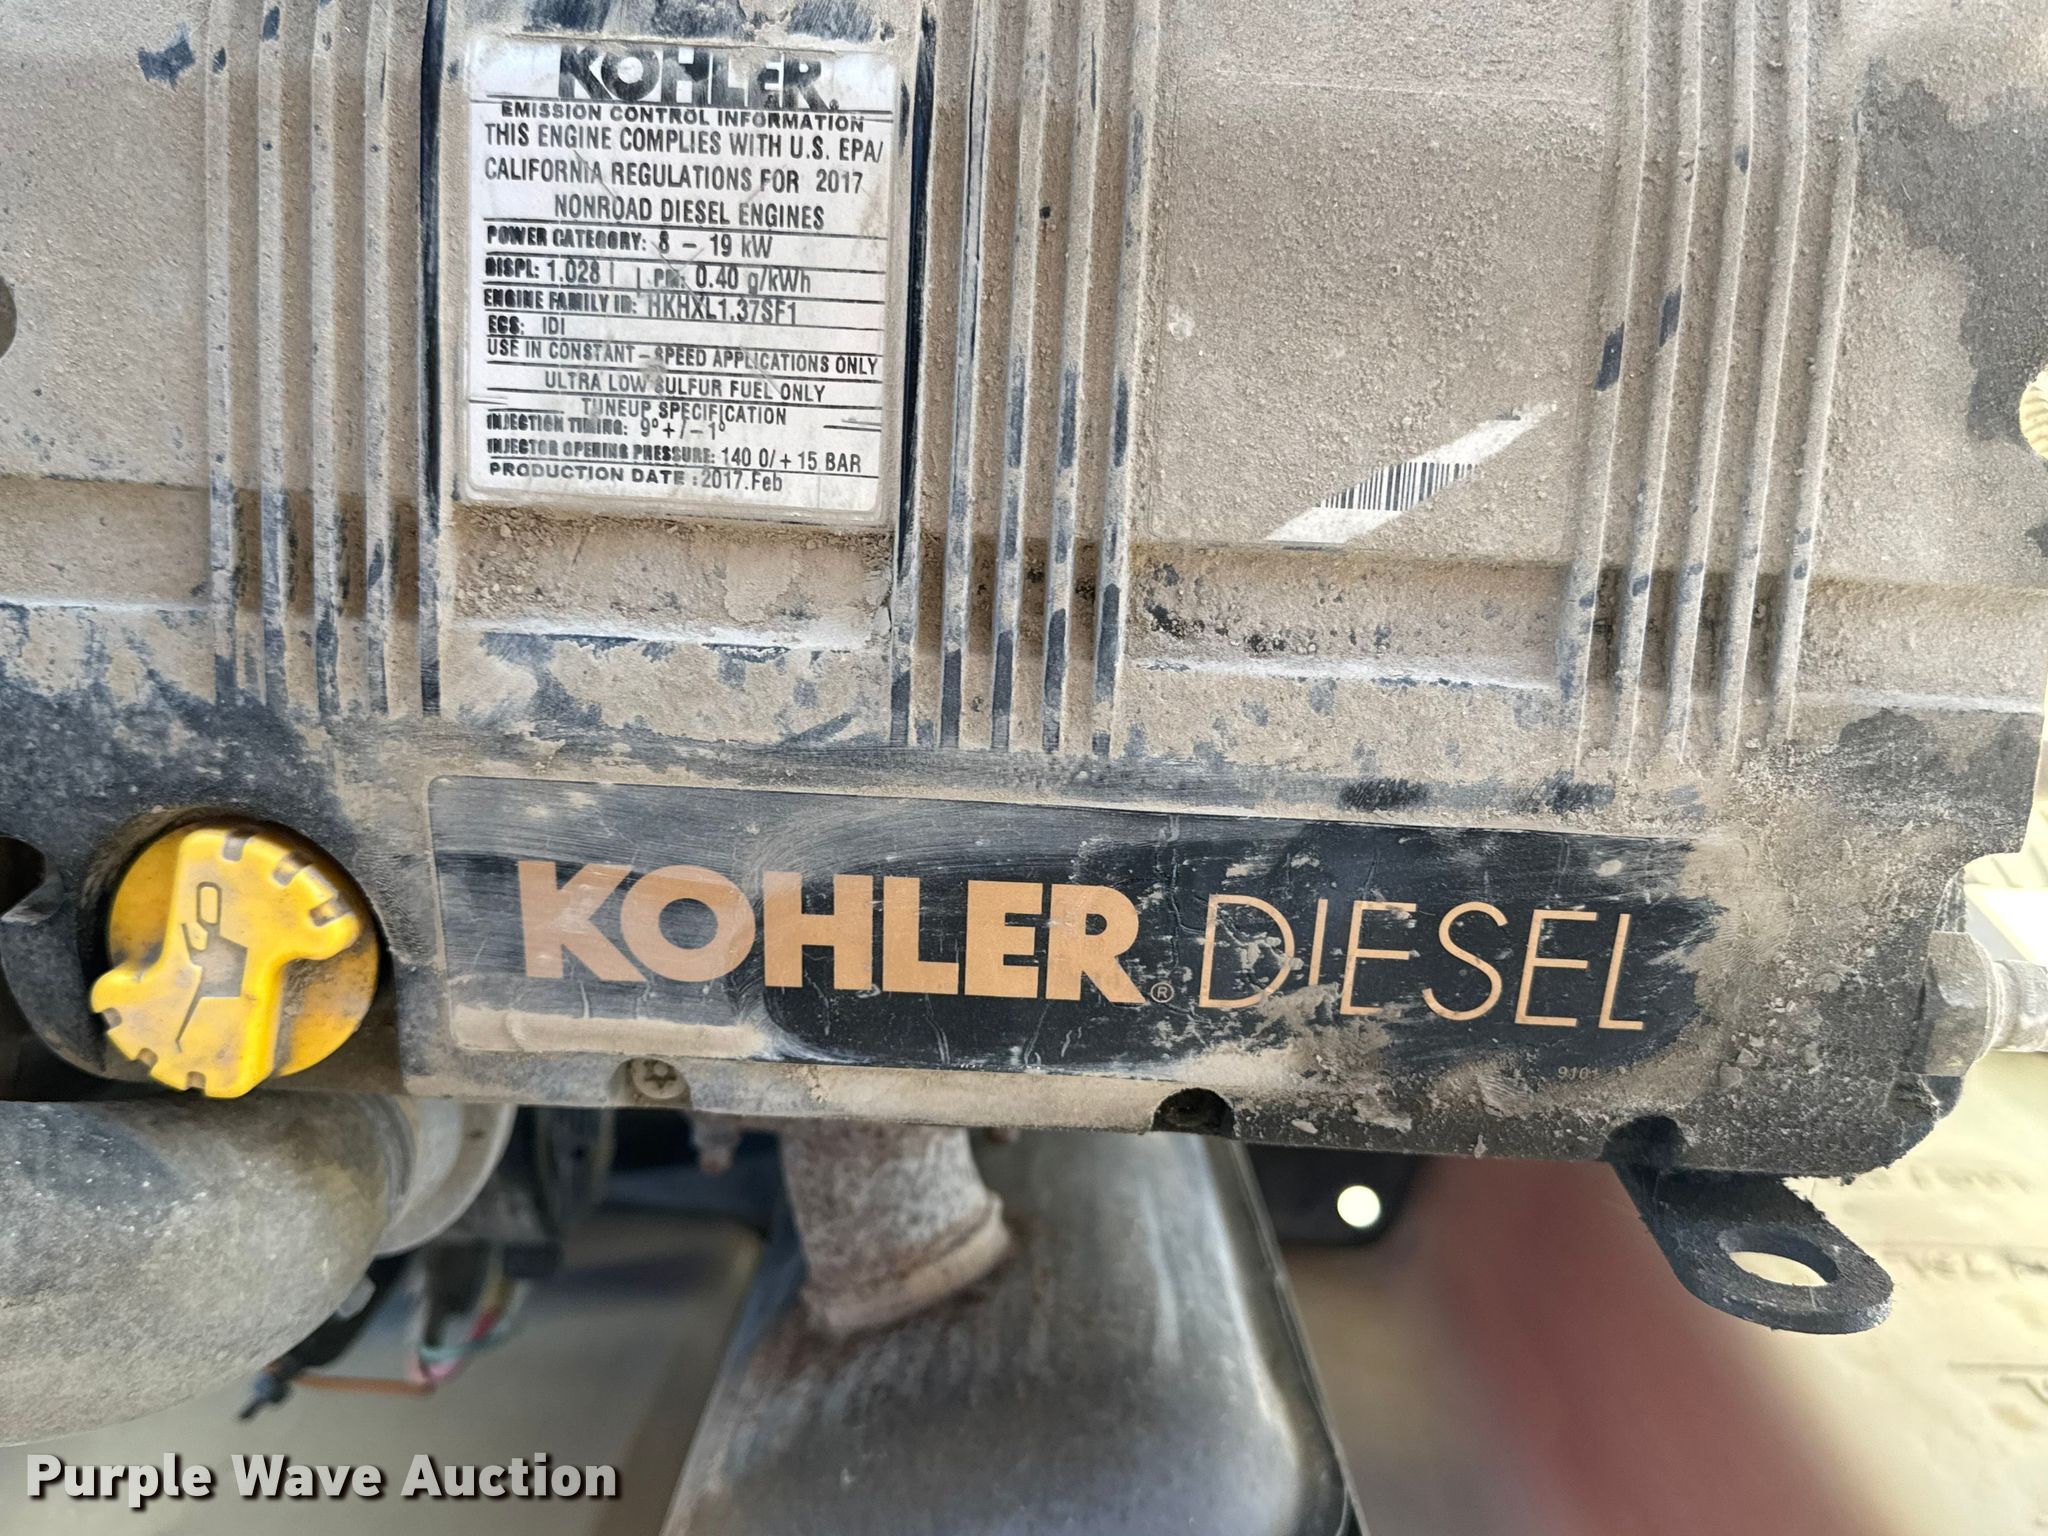 KOHLER.
EMISSION CONTROL INFORMATION
THIS ENGINE COMPLIES WITH U.S. EPA/
CALIFORNIA REGULATIONS FOR 2017
NONROAD DIESEL ENGINES
POWER CATEGORY: 8 - 19 kW
DISPL: 1.028 l | PM: 0.40 g/kWh
ENGINE FAMILY ID: HKHXL1.37SF1
ECS: IDI
USE IN CONSTANT-SPEED APPLICATIONS ONLY
ULTRA LOW SULFUR FUEL ONLY
TUNEUP SPECIFICATION
INJECTION TIMING: 9°+/-1°
INJECTOR OPENING PRESSURE: 140 0/+15 BAR
PRODUCTION DATE : 2017.Feb
KOHLER® DIESEL
Purple Wave Auction